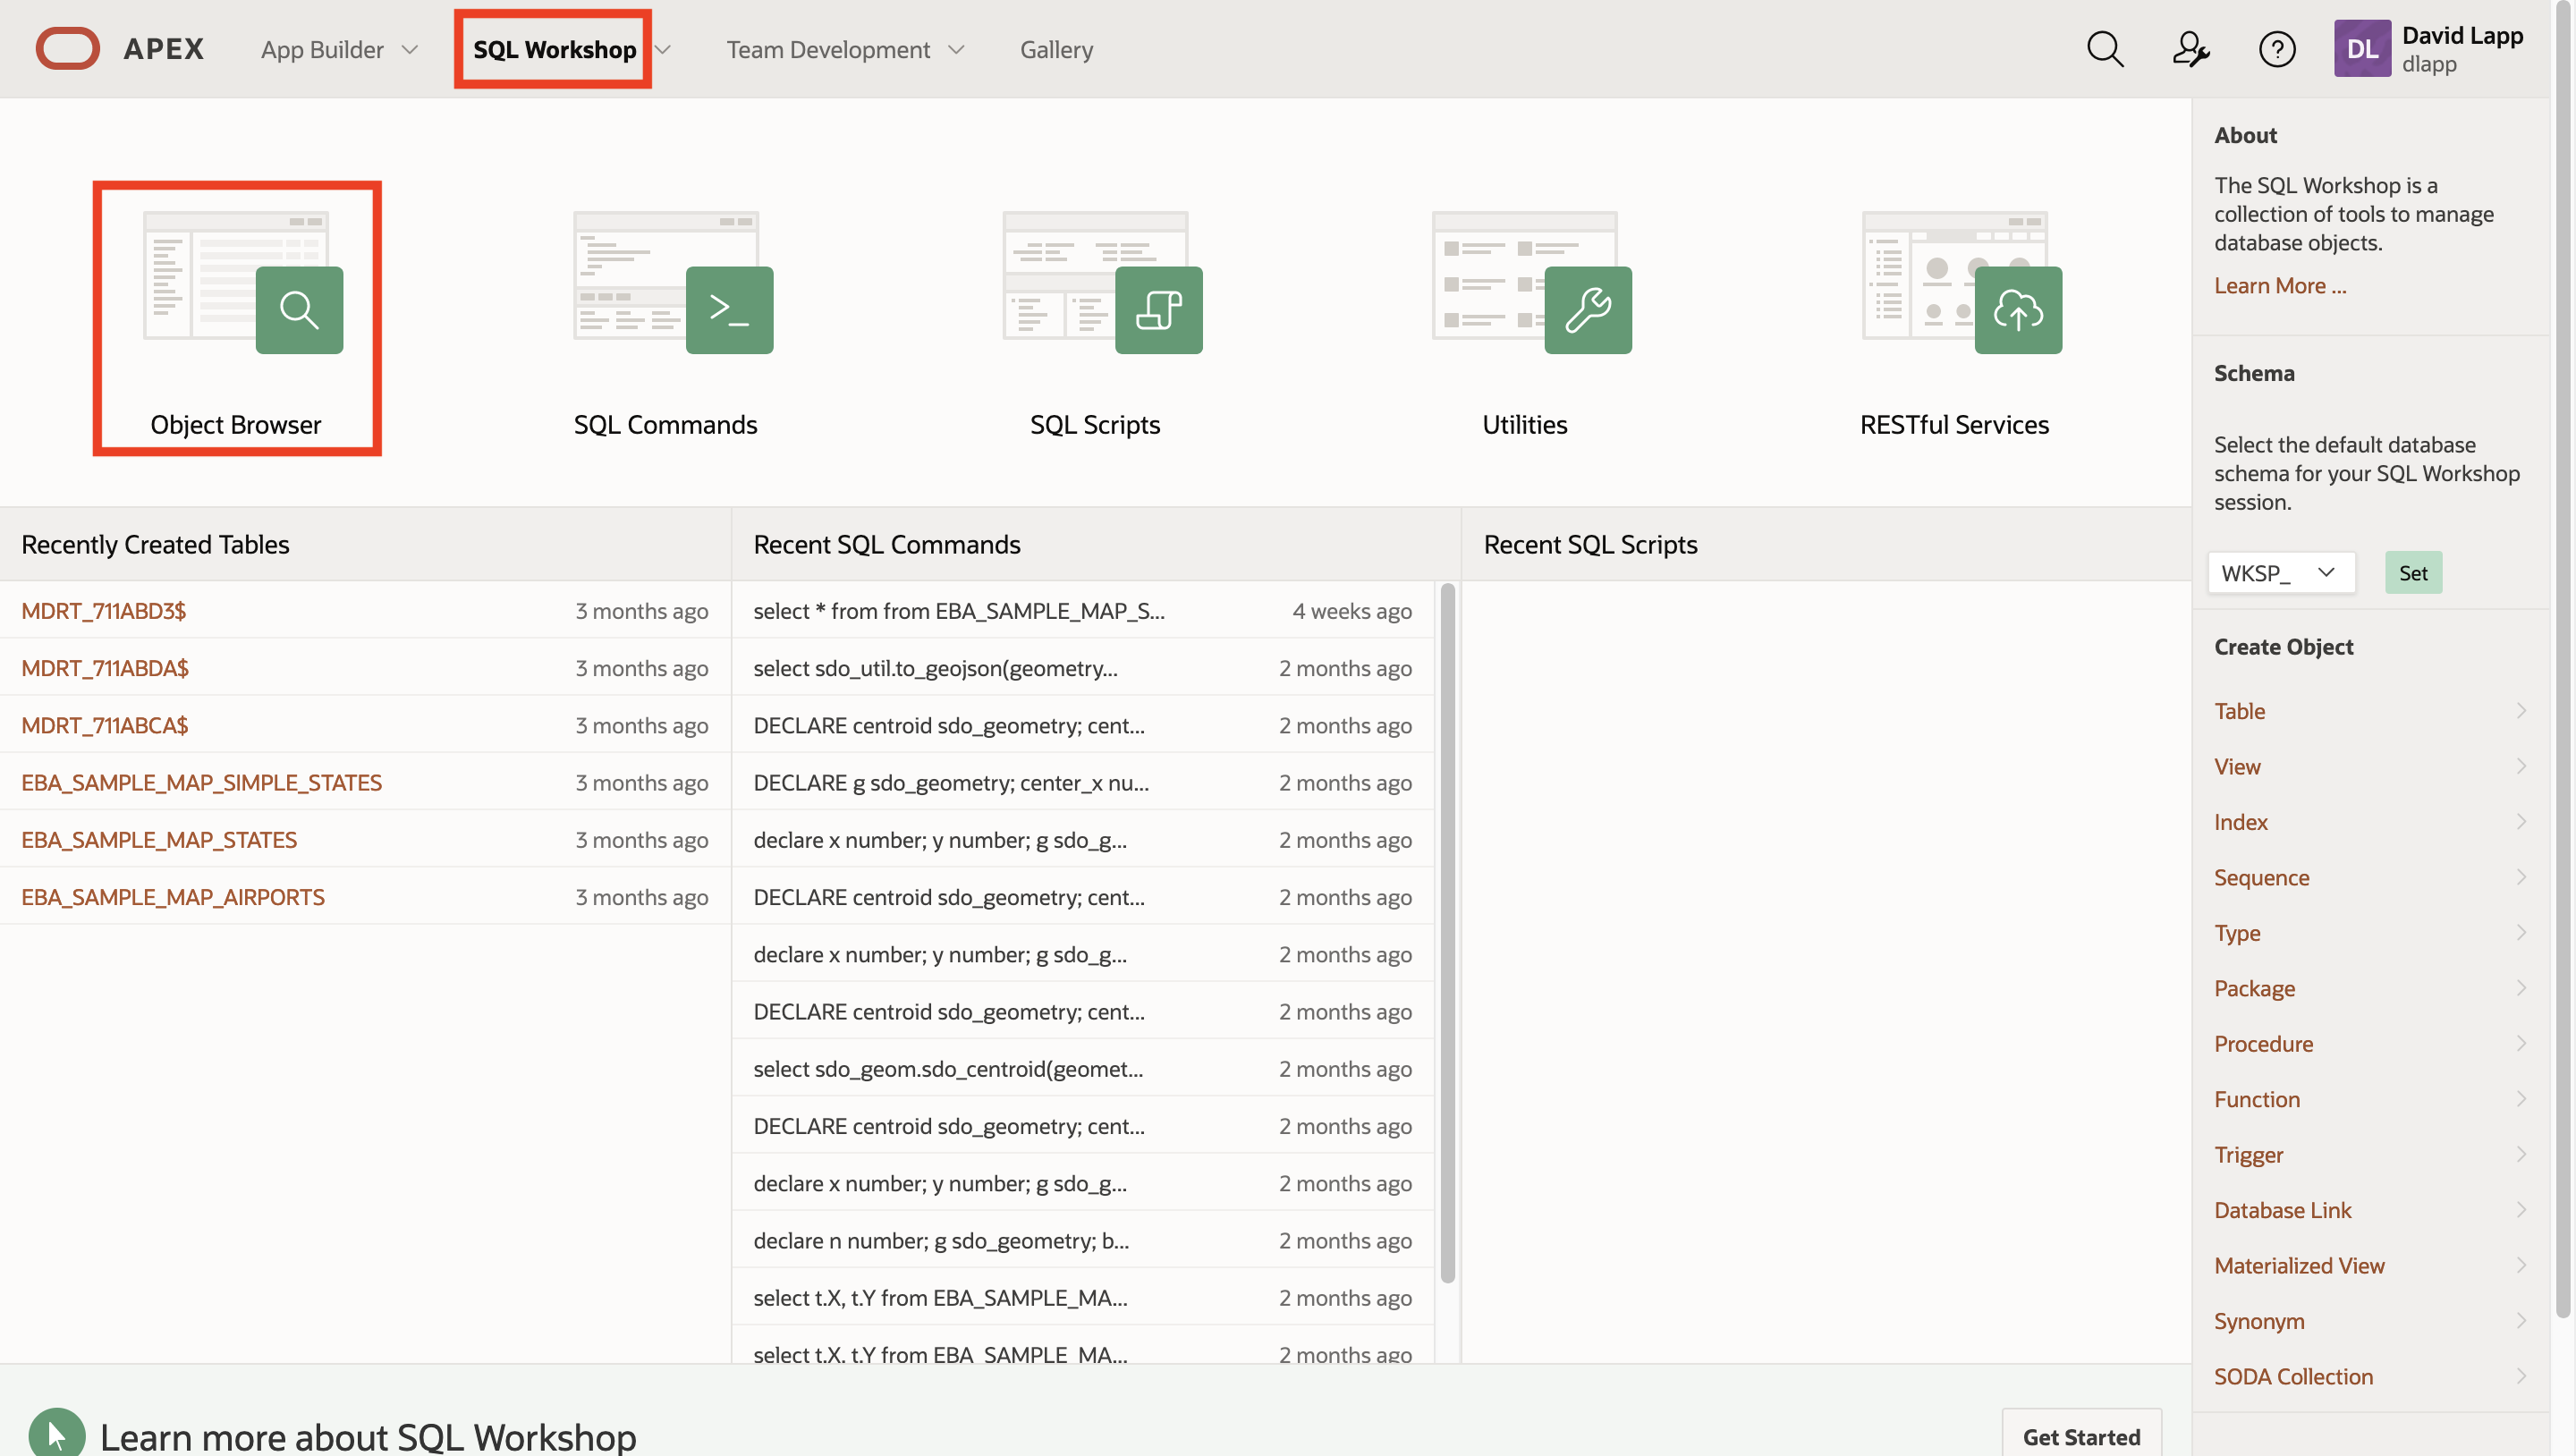 APEX
App Builder
SQL Workshop
Team Development
Gallery
DL
David Lapp
dlapp
Object Browser
SQL Commands
SQL Scripts
Utilities
RESTful Services
About
The SQL Workshop is a
collection of tools to manage
database objects.
Learn More ...
Schema
Select the default database
schema for your SQL Workshop
session.
WKSP_
Set
Create Object
Table
View
Index
Sequence
Type
Package
Procedure
Function
Trigger
Database Link
Materialized View
Synonym
SODA Collection
Recently Created Tables
MDRT_711ABD3$ 3 months ago
MDRT_711ABDA$ 3 months ago
MDRT_711ABCA$ 3 months ago
EBA_SAMPLE_MAP_SIMPLE_STATES 3 months ago
EBA_SAMPLE_MAP_STATES 3 months ago
EBA_SAMPLE_MAP_AIRPORTS 3 months ago
Recent SQL Commands
select * from from EBA_SAMPLE_MAP_S... 4 weeks ago
select sdo_util.to_geojson(geometry... 2 months ago
DECLARE centroid sdo_geometry; cent... 2 months ago
DECLARE g sdo_geometry; center_x nu... 2 months ago
declare x number; y number; g sdo_g... 2 months ago
DECLARE centroid sdo_geometry; cent... 2 months ago
declare x number; y number; g sdo_g... 2 months ago
DECLARE centroid sdo_geometry; cent... 2 months ago
select sdo_geom.sdo_centroid(geomet... 2 months ago
DECLARE centroid sdo_geometry; cent... 2 months ago
declare x number; y number; g sdo_g... 2 months ago
declare n number; g sdo_geometry; b... 2 months ago
select t.X, t.Y from EBA_SAMPLE_MA... 2 months ago
select t.X, t.Y from EBA_SAMPLE_MA... 2 months ago
Recent SQL Scripts
Learn more about SQL Workshop
Get Started